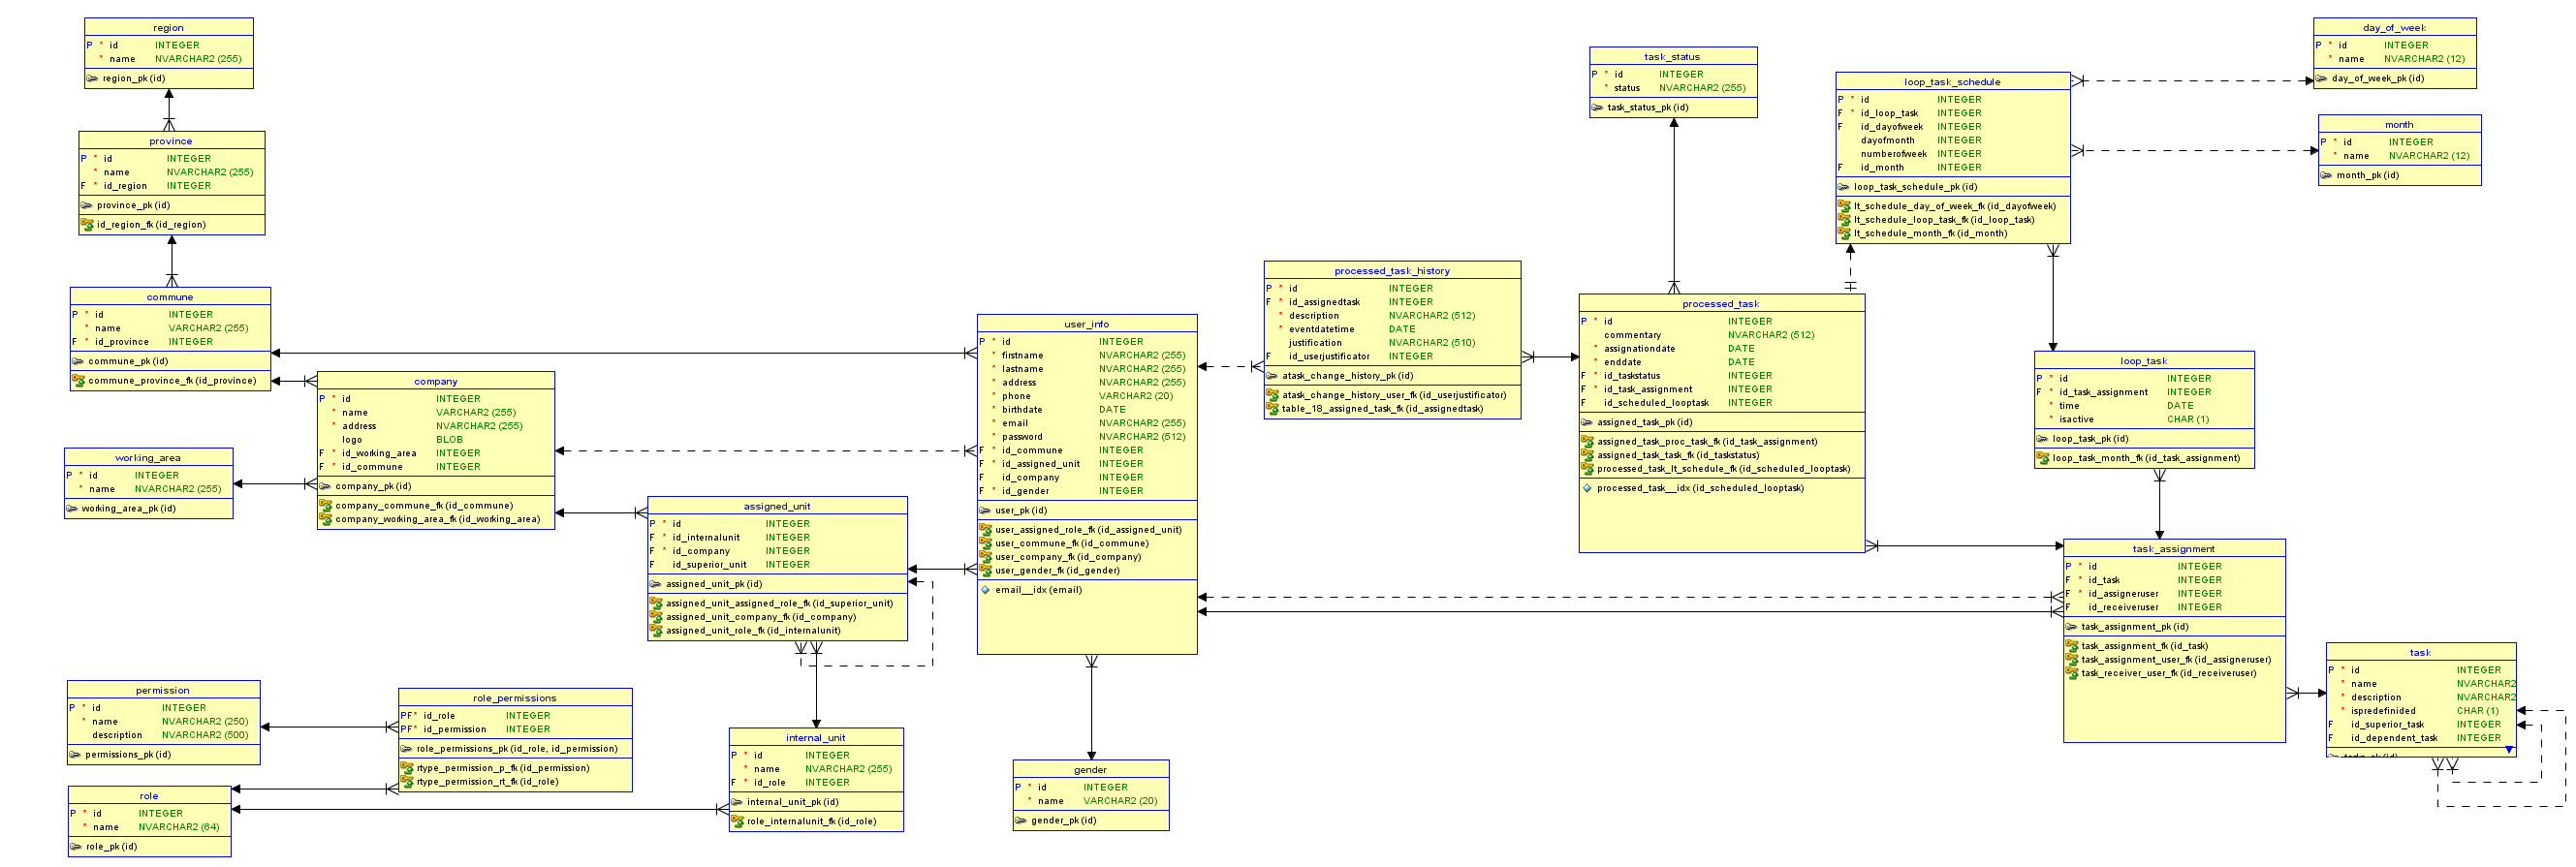 region
P * id INTEGER
* name NVARCHAR2 (255)
region_pk (id)
province
P * id INTEGER
* name NVARCHAR2 (255)
F * id_region INTEGER
province_pk (id)
id_region_fk (id_region)
commune
P * id INTEGER
* name VARCHAR2 (255)
F * id_province INTEGER
commune_pk (id)
commune_province_fk (id_province)
company
P * id INTEGER
* name VARCHAR2 (255)
* address NVARCHAR2 (255)
logo BLOB
F * id_working_area INTEGER
F * id_commune INTEGER
company_pk (id)
company_commune_fk (id_commune)
company_working_area_fk (id_working_area)
working_area
P * id INTEGER
* name NVARCHAR2 (255)
working_area_pk (id)
assigned_unit
P * id INTEGER
F * id_internalunit INTEGER
F * id_company INTEGER
F id_superior_unit INTEGER
assigned_unit_pk (id)
assigned_unit_assigned_role_fk (id_superior_unit)
assigned_unit_company_fk (id_company)
assigned_unit_role_fk (id_internalunit)
permission
P * id INTEGER
* name NVARCHAR2 (250)
description NVARCHAR2 (500)
permissions_pk (id)
role_permissions
PF* id_role INTEGER
PF* id_permission INTEGER
role_permissions_pk (id_role, id_permission)
rtype_permission_p_fk (id_permission)
rtype_permission_rt_fk (id_role)
role
P * id INTEGER
* name NVARCHAR2 (64)
role_pk (id)
internal_unit
P * id INTEGER
* name NVARCHAR2 (255)
F * id_role INTEGER
internal_unit_pk (id)
role_internalunit_fk (id_role)
user_info
P * id INTEGER
* firstname NVARCHAR2 (255)
* lastname NVARCHAR2 (255)
* address NVARCHAR2 (255)
* phone VARCHAR2 (20)
* birthdate DATE
* email NVARCHAR2 (255)
* password NVARCHAR2 (512)
F * id_commune INTEGER
F * id_assigned_unit INTEGER
F id_company INTEGER
F * id_gender INTEGER
user_pk (id)
user_assigned_role_fk (id_assigned_unit)
user_commune_fk (id_commune)
user_company_fk (id_company)
user_gender_fk (id_gender)
email__idx (email)
gender
P * id INTEGER
* name VARCHAR2 (20)
gender_pk (id)
processed_task_history
P * id INTEGER
F * id_assignedtask INTEGER
* description NVARCHAR2 (512)
* eventdatetime DATE
justification NVARCHAR2 (510)
F id_userjustificator INTEGER
atask_change_history_pk (id)
atask_change_history_user_fk (id_userjustificator)
table_18_assigned_task_fk (id_assignedtask)
task_status
P * id INTEGER
* status NVARCHAR2 (255)
task_status_pk (id)
processed_task
P * id INTEGER
commentary NVARCHAR2 (512)
* assignationdate DATE
* enddate DATE
F * id_taskstatus INTEGER
F * id_task_assignment INTEGER
F id_scheduled_looptask INTEGER
assigned_task_pk (id)
assigned_task_proc_task_fk (id_task_assignment)
assigned_task_task_fk (id_taskstatus)
processed_task_lt_schedule_fk (id_scheduled_looptask)
processed_task__idx (id_scheduled_looptask)
loop_task_schedule
P * id INTEGER
F * id_loop_task INTEGER
F id_dayofweek INTEGER
dayofmonth INTEGER
numberofweek INTEGER
F id_month INTEGER
loop_task_schedule_pk (id)
lt_schedule_day_of_week_fk (id_dayofweek)
lt_schedule_loop_task_fk (id_loop_task)
lt_schedule_month_fk (id_month)
day_of_week
P * id INTEGER
* name NVARCHAR2 (12)
day_of_week_pk (id)
month
P * id INTEGER
* name NVARCHAR2 (12)
month_pk (id)
loop_task
P * id INTEGER
F * id_task_assignment INTEGER
* time DATE
* isactive CHAR (1)
loop_task_pk (id)
loop_task_month_fk (id_task_assignment)
task_assignment
P * id INTEGER
F * id_task INTEGER
F * id_assigneruser INTEGER
F id_receiveruser INTEGER
task_assignment_pk (id)
task_assignment_fk (id_task)
task_assignment_user_fk (id_assigneruser)
task_receiver_user_fk (id_receiveruser)
task
P * id INTEGER
* name NVARCHAR2
* description NVARCHAR2
* ispredefinided CHAR (1)
F id_superior_task INTEGER
F id_dependent_task INTEGER